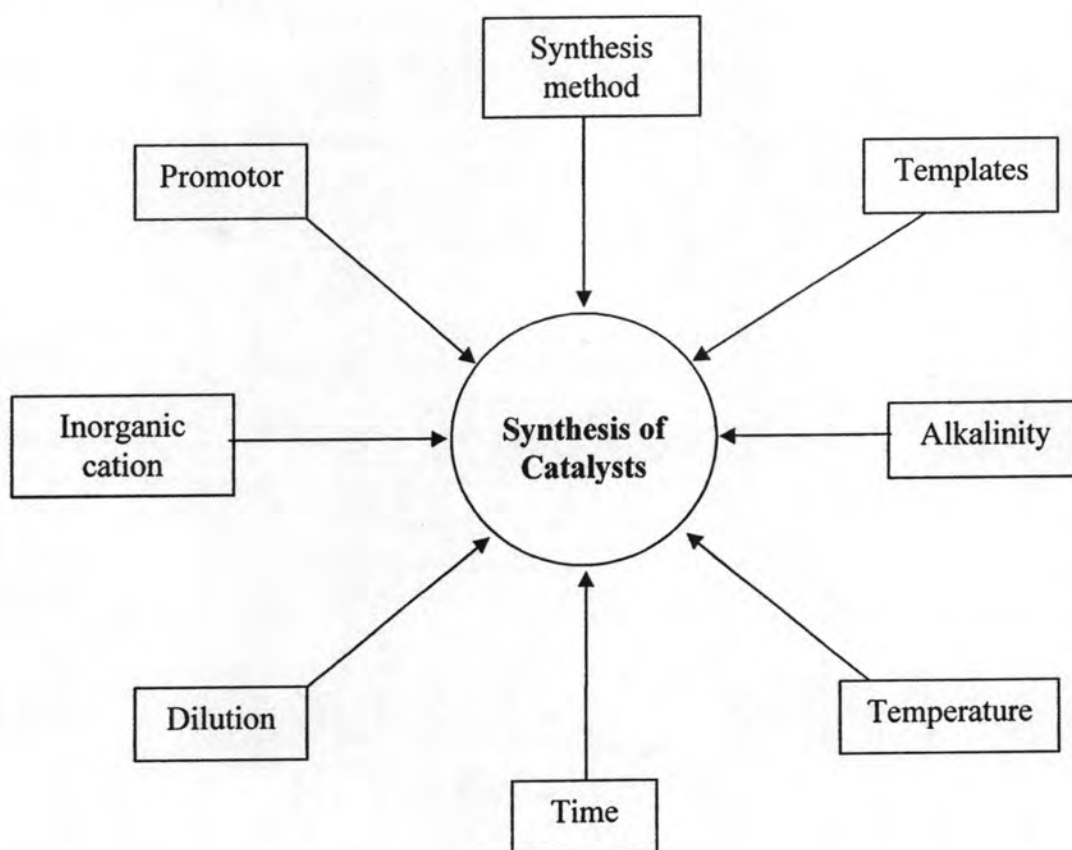 Synthesis
method
Promotor
Templates
Inorganic
cation
Synthesis of
Catalysts
Alkalinity
Dilution
Temperature
Time